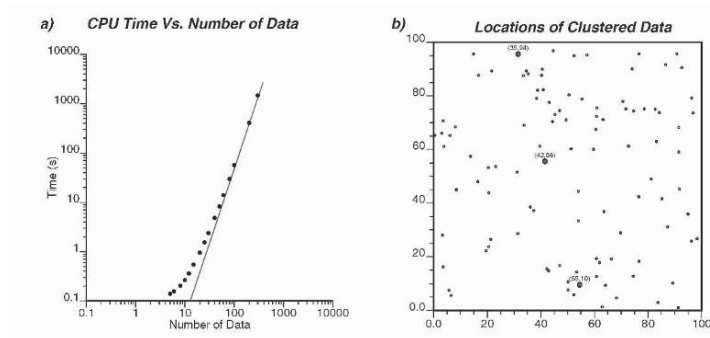 a) CPU Time Vs. Number of Data
10000
1000
100
10
1
0.1
Time (s)
0.1 1 10 100 1000 10000
Number of Data
b) Locations of Clustered Data
100
80
60
40
20
0
0.0 20 40 60 80 100
(35,94)
(42,66)
(55,10)